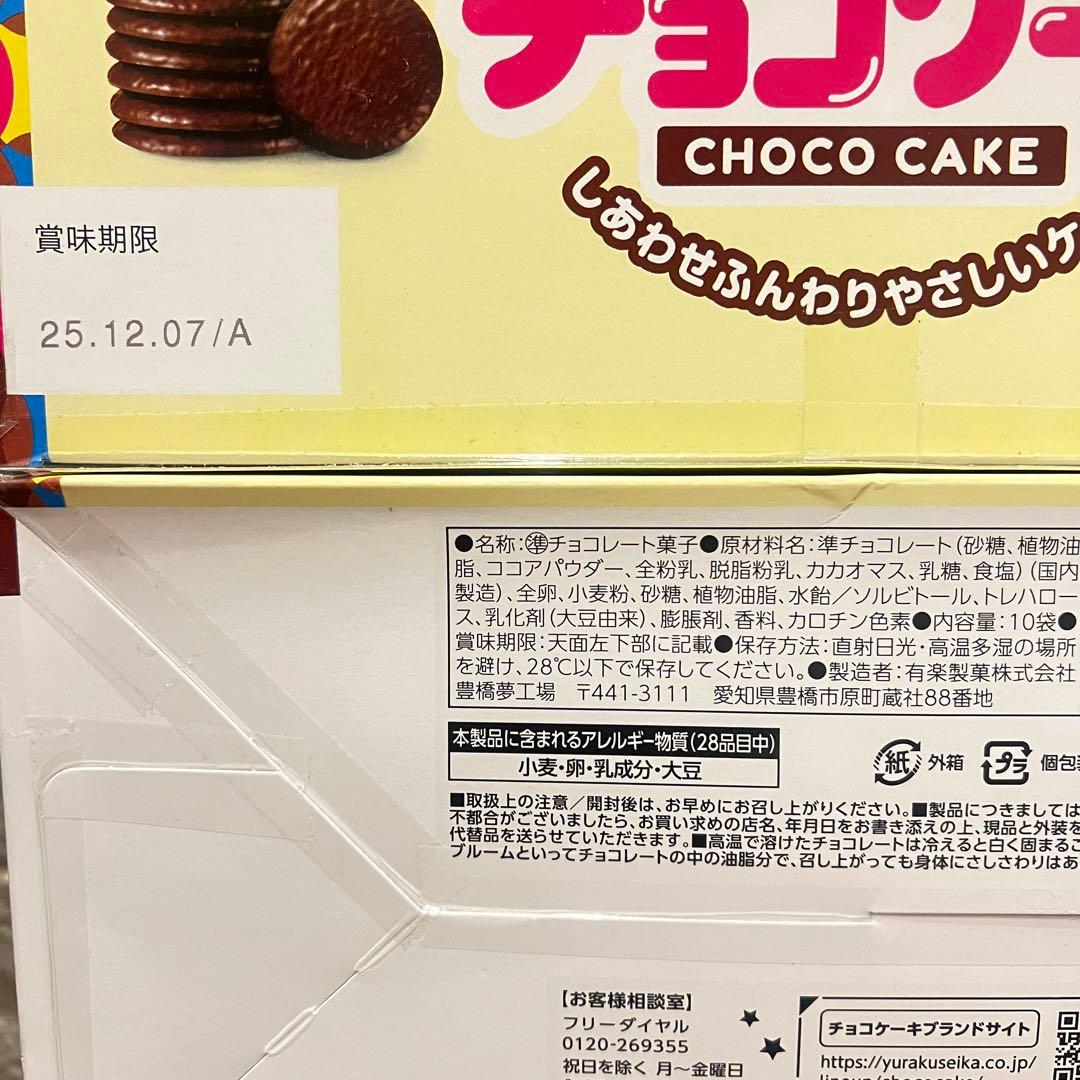 チョコケー
CHOCO CAKE
しあわせふんわりやさしいケ
賞味期限
25.12.07/A
●名称:㊜チョコレート菓子●原材料名:準チョコレート(砂糖、植物油
脂、ココアパウダー、全粉乳、脱脂粉乳、カカオマス、乳糖、食塩)(国内
製造)、全卵、小麦粉、砂糖、植物油脂、水飴/ソルビトール、トレハロー
ス、乳化剤(大豆由来)、膨脹剤、香料、カロチン色素●内容量:10袋●
賞味期限:天面左下部に記載●保存方法:直射日光・高温多湿の場所
を避け、28℃以下で保存してください。●製造者:有楽製菓株式会社
豊橋夢工場 〒441-3111 愛知県豊橋市原町蔵社88番地
本製品に含まれるアレルギー物質(28品目中)
小麦・卵・乳成分・大豆
紙 外箱 プラ 個包装
■取扱上の注意/開封後は、お早めにお召し上がりください。■製品につきましては
不都合がございましたら、お買い求めの店名、年月日をお書き添えの上、現品と外装を
代替品を送らせていただきます。■高温で溶けたチョコレートは冷えると白く固まるこ
ブルームといってチョコレートの中の油脂分で、召し上がっても身体にさしさわりはあ
【お客様相談室】
フリーダイヤル
0120-269355
祝日を除く 月〜金曜日
チョコケーキブランドサイト
https://yurakuseika.co.jp/
lineup/chococake/